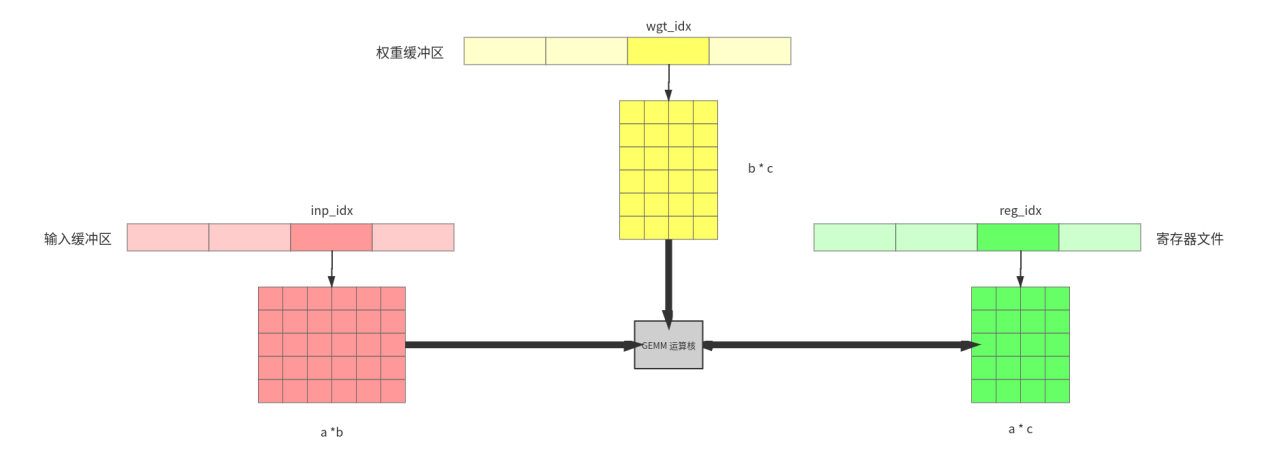 wgt_idx
权重缓冲区
b * c
inp_idx
reg_idx
输入缓冲区
寄存器文件
GEMM 运算核
a *b
a * c